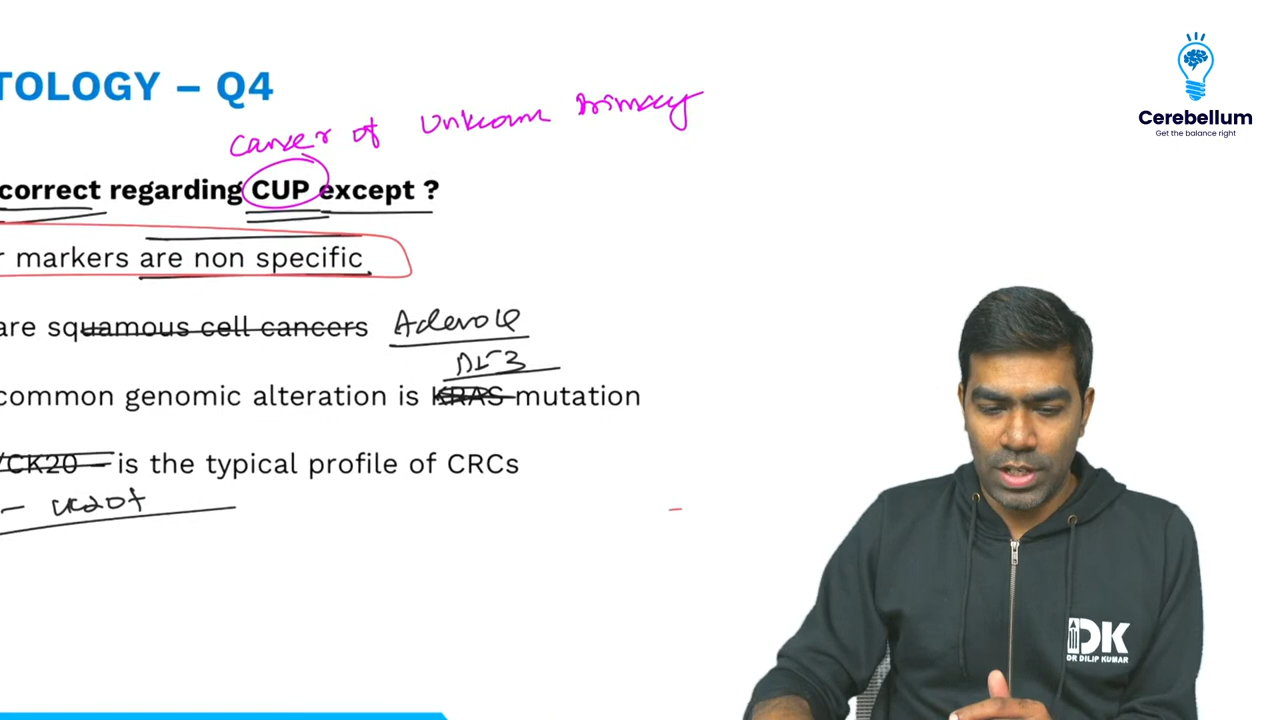 TOLOGY – Q4
Cerebellum
Get the balance right
Cancer of Unknown Primary
correct regarding CUP except ?
r markers are non specific
are squamous cell cancers
common genomic alteration is KRAS mutation
/CK20 – is the typical profile of CRCs
– CK20+
DK
DR DILIP KUMAR